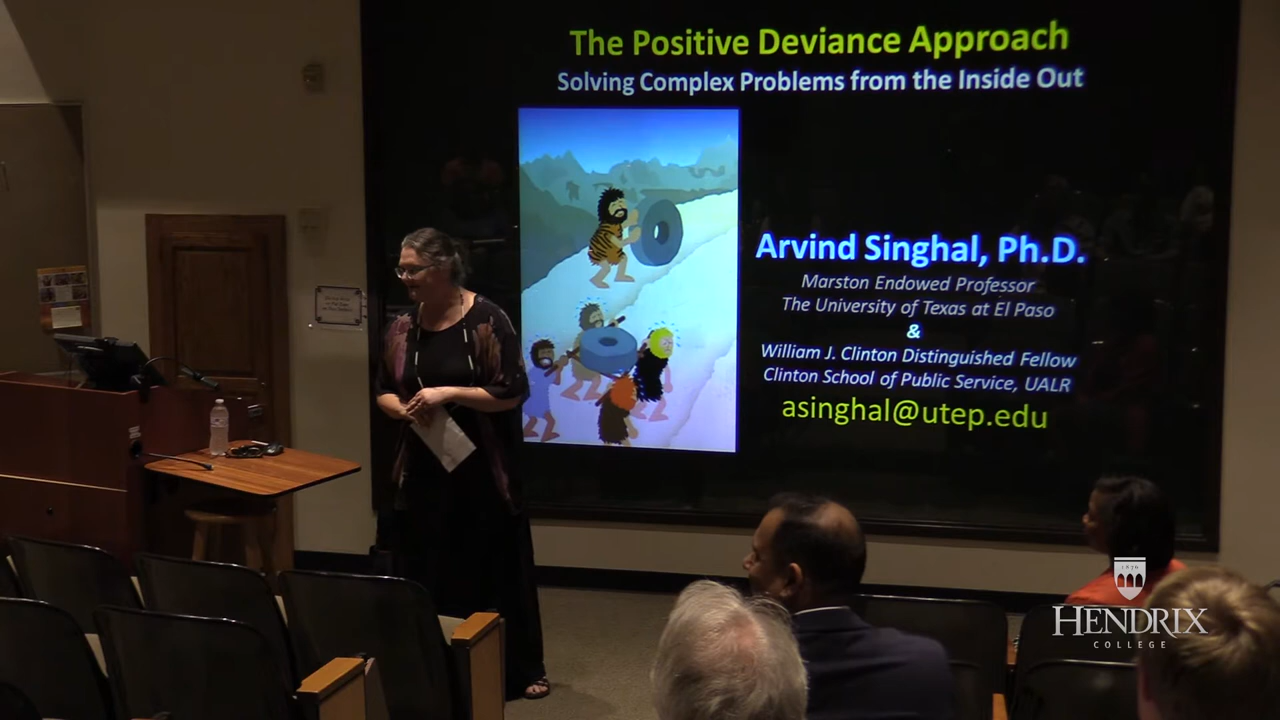 The Positive Deviance Approach
Solving Complex Problems from the Inside Out
Arvind Singhal, Ph.D.
Marston Endowed Professor
The University of Texas at El Paso
&
William J. Clinton Distinguished Fellow
Clinton School of Public Service, UALR
asinghal@utep.edu
1876
HENDRIX
COLLEGE